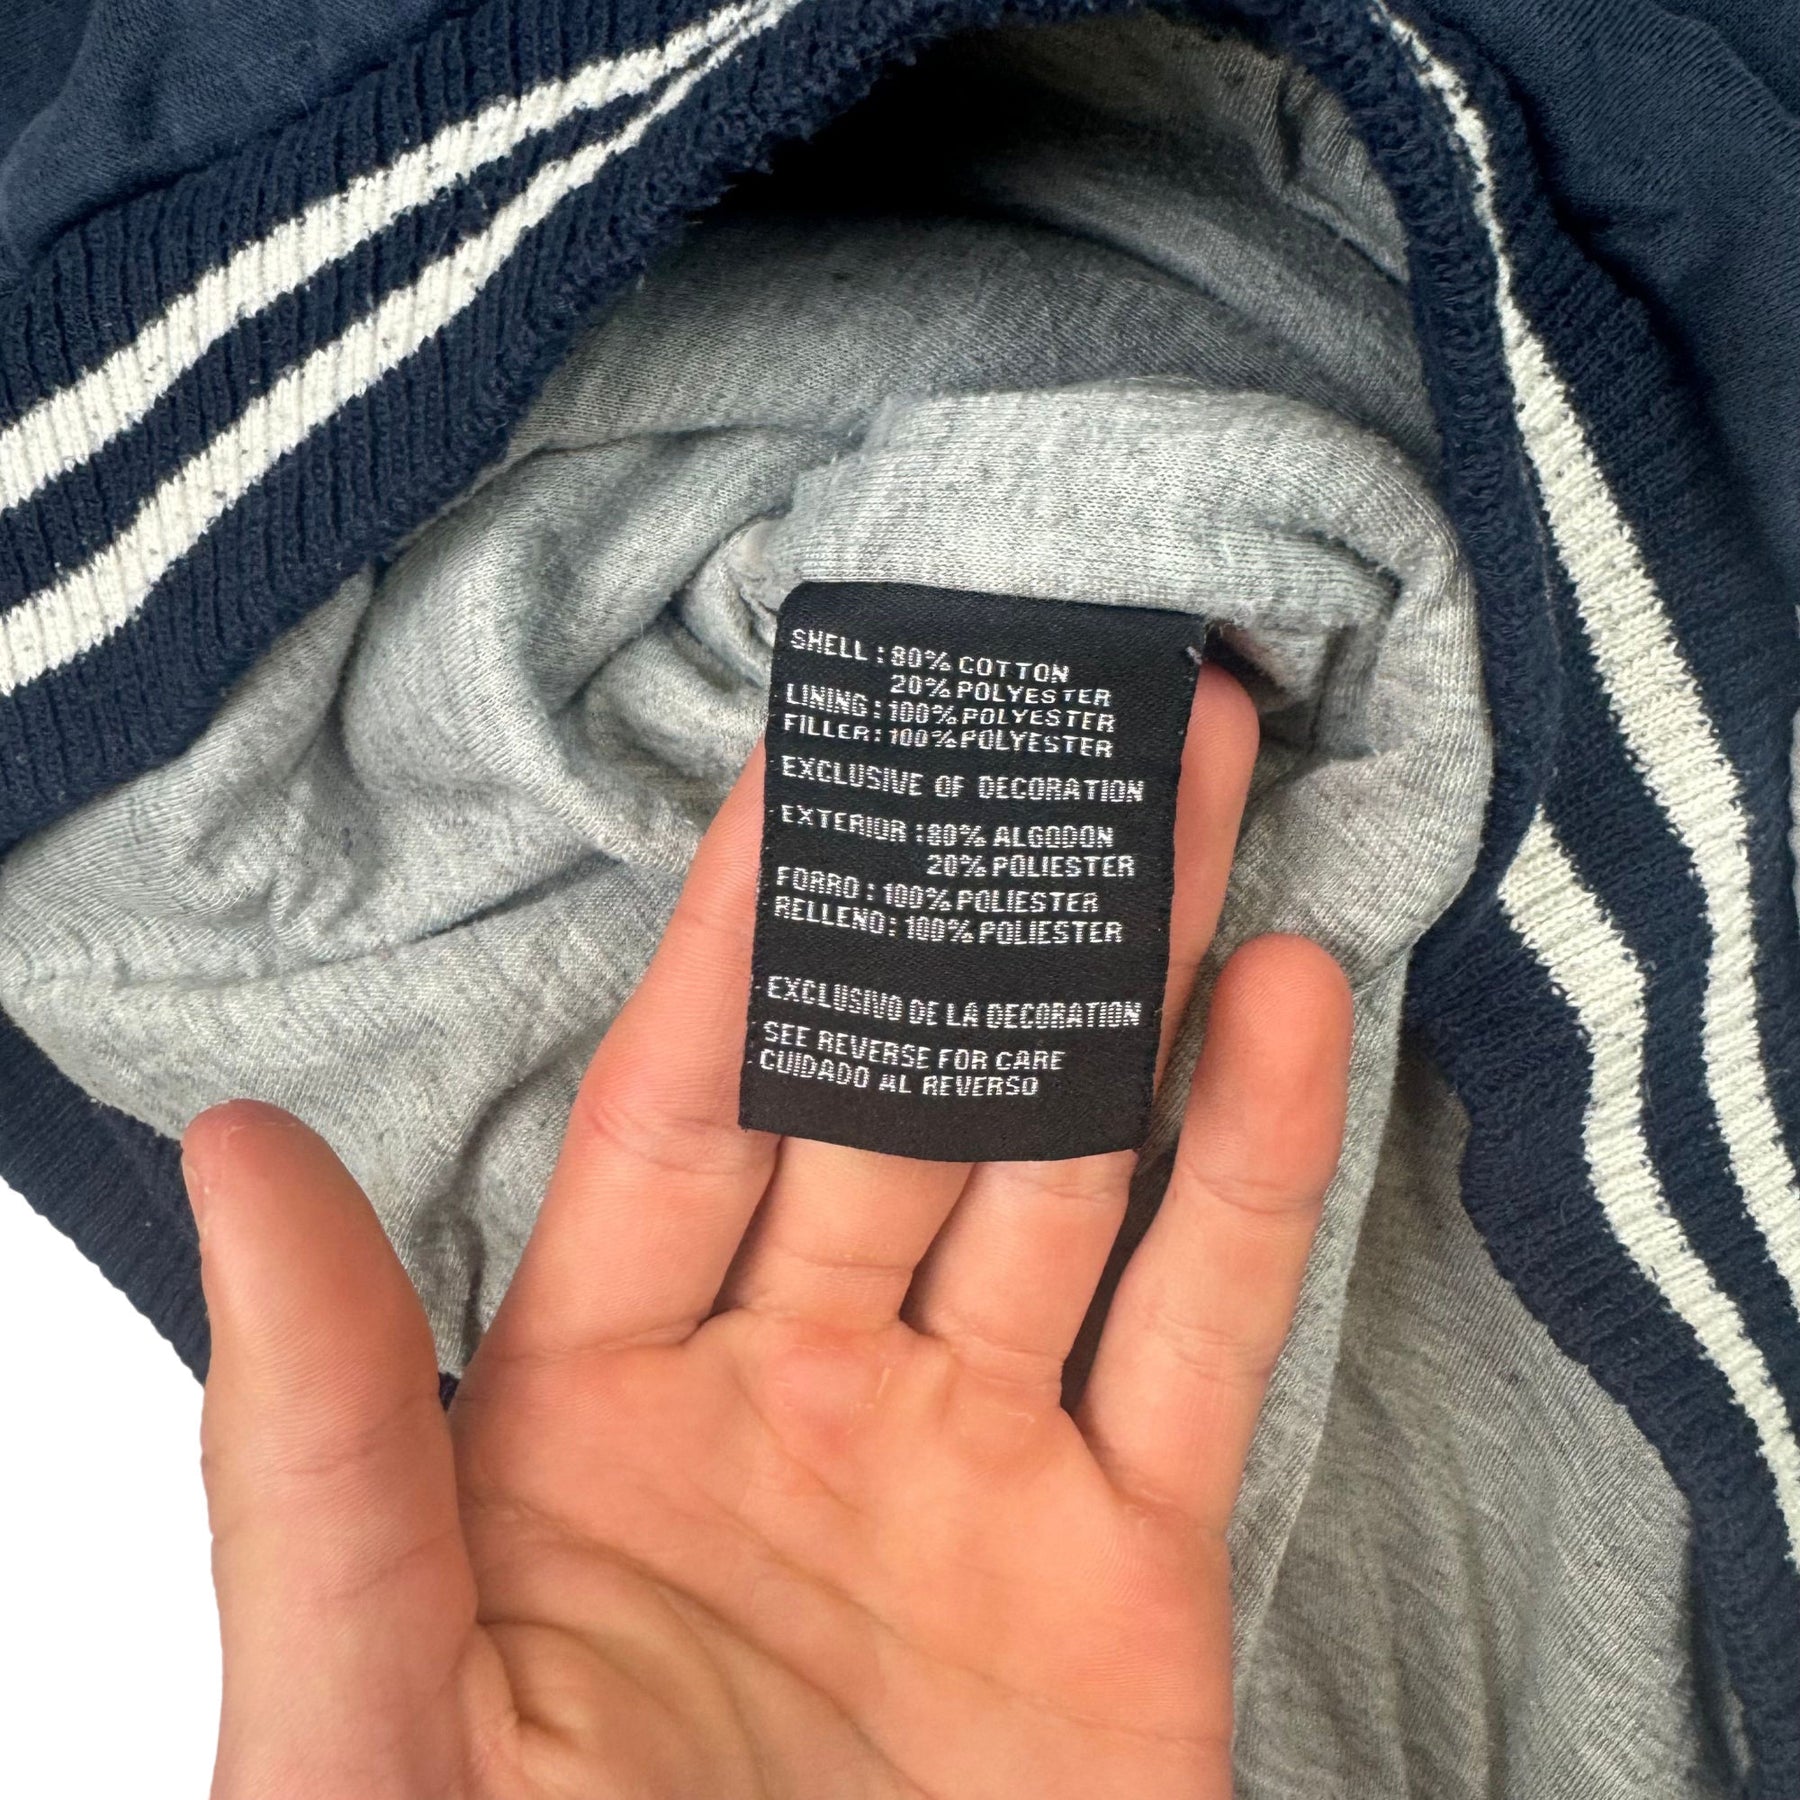 SHELL : 80% COTTON
20% POLYESTER
LINING : 100% POLYESTER
FILLER : 100% POLYESTER
EXCLUSIVE OF DECORATION
EXTERIOR : 80% ALGODON
20% POLIESTER
FORRO : 100% POLIESTER
RELLENO : 100% POLIESTER
EXCLUSIVO DE LA DECORATION
SEE REVERSE FOR CARE
CUIDADO AL REVERSO